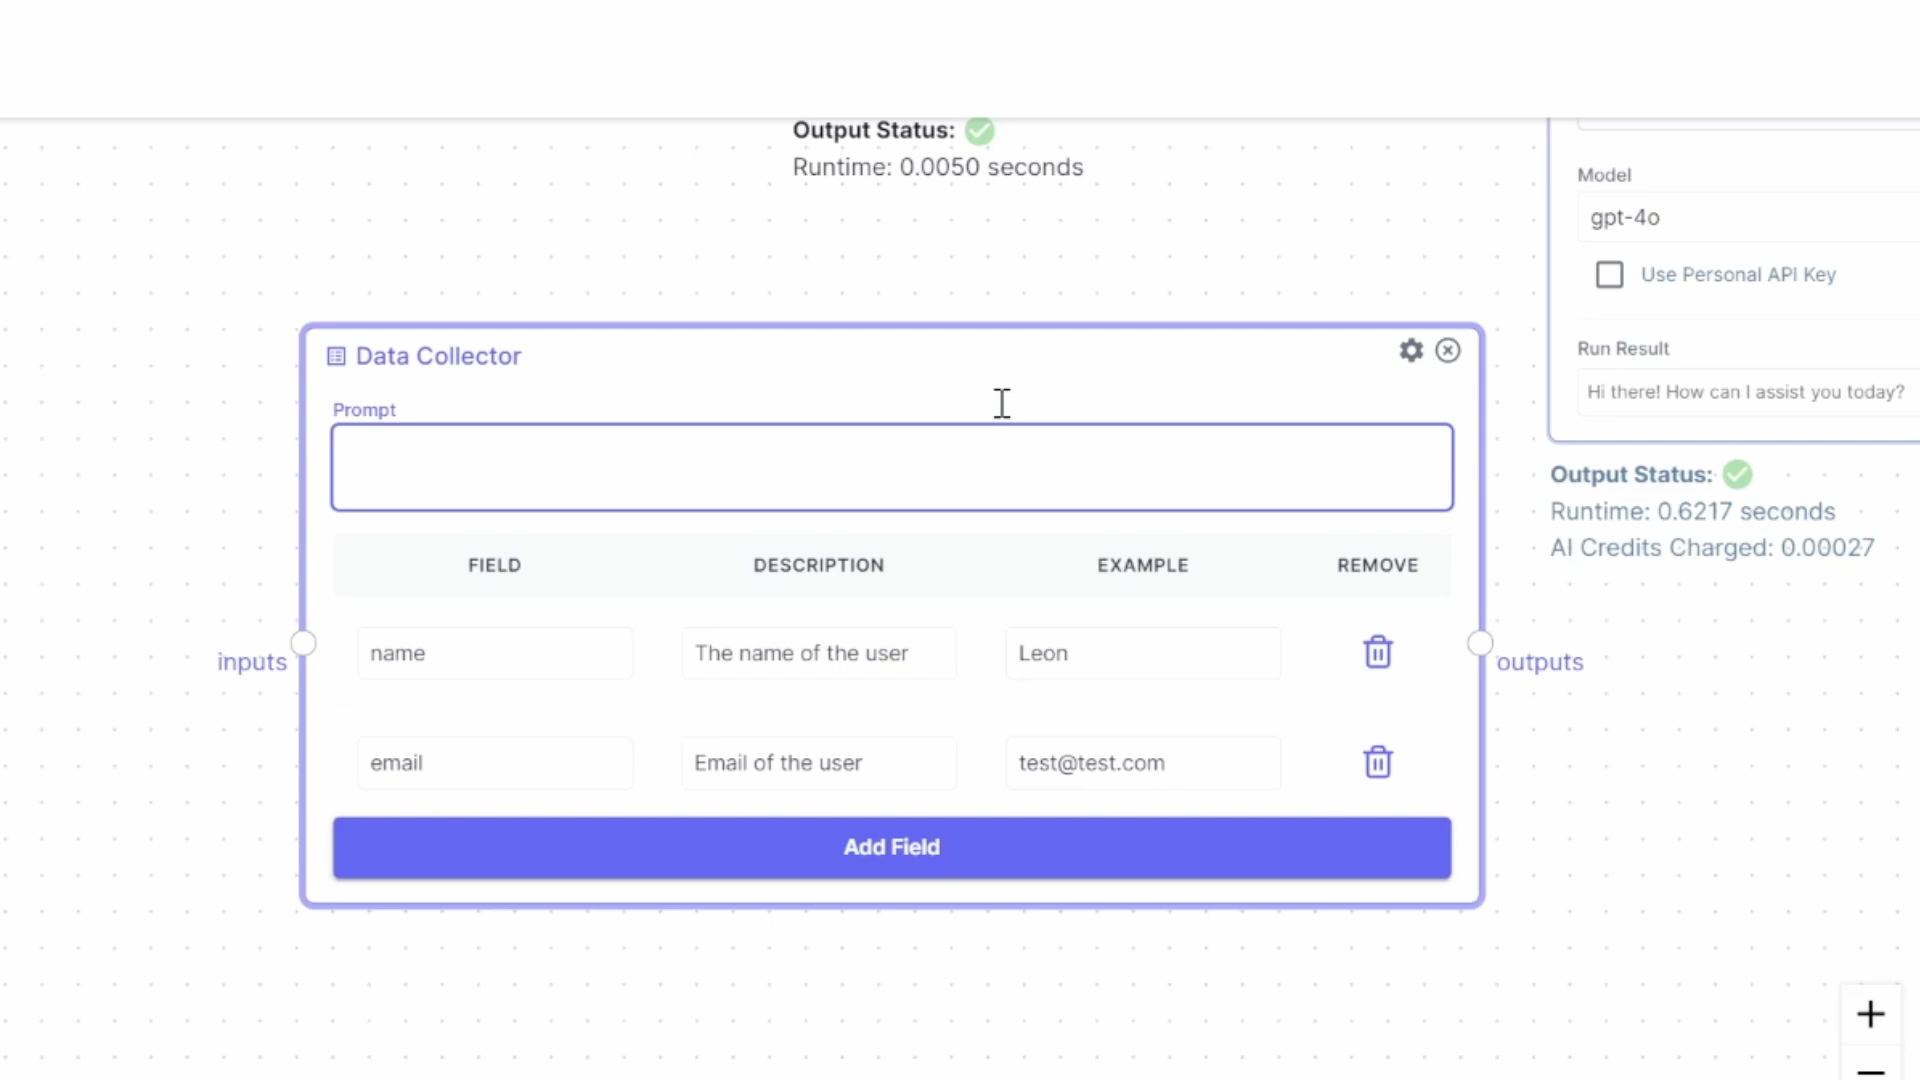 Output Status:
Runtime: 0.0050 seconds
Model
gpt-4o
Use Personal API Key
Run Result
Hi there! How can I assist you today?
Output Status:
Runtime: 0.6217 seconds
AI Credits Charged: 0.00027
Data Collector
Prompt
FIELD DESCRIPTION EXAMPLE REMOVE
name The name of the user Leon
email Email of the user test@test.com
Add Field
inputs
outputs